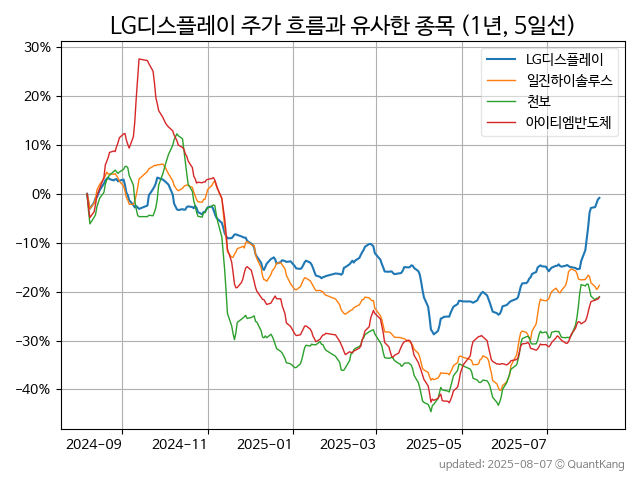 LG디스플레이 주가 흐름과 유사한 종목 (1년, 5일선)
30%
20%
10%
0%
−10%
−20%
−30%
−40%
LG디스플레이
일진하이솔루스
천보
아이티엠반도체
2024-09
2024-11
2025-01
2025-03
2025-05
2025-07
updated: 2025-08-07 © QuantKang